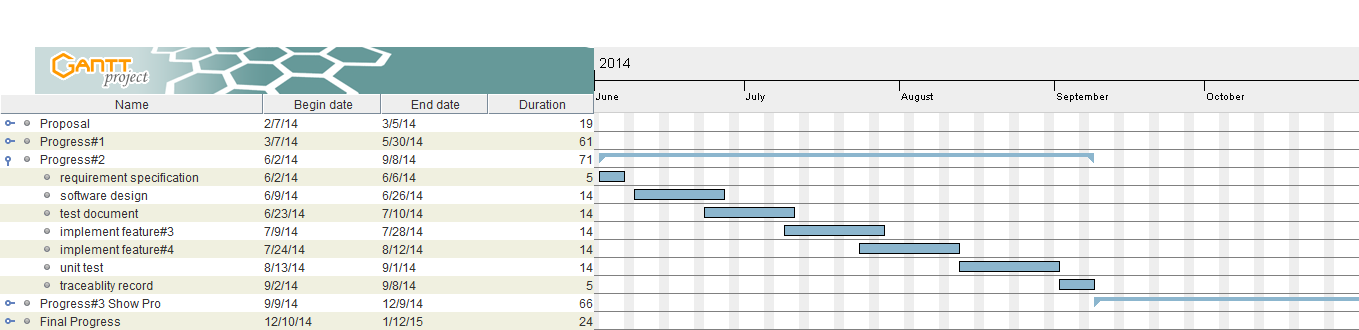 GANTT
project
2014
June July August September October
Name Begin date End date Duration
Proposal 2/7/14 3/5/14 19
Progress#1 3/7/14 5/30/14 61
Progress#2 6/2/14 9/8/14 71
requirement specification 6/2/14 6/6/14 5
software design 6/9/14 6/26/14 14
test document 6/23/14 7/10/14 14
implement feature#3 7/9/14 7/28/14 14
implement feature#4 7/24/14 8/12/14 14
unit test 8/13/14 9/1/14 14
traceablity record 9/2/14 9/8/14 5
Progress#3 Show Pro 9/9/14 12/9/14 66
Final Progress 12/10/14 1/12/15 24